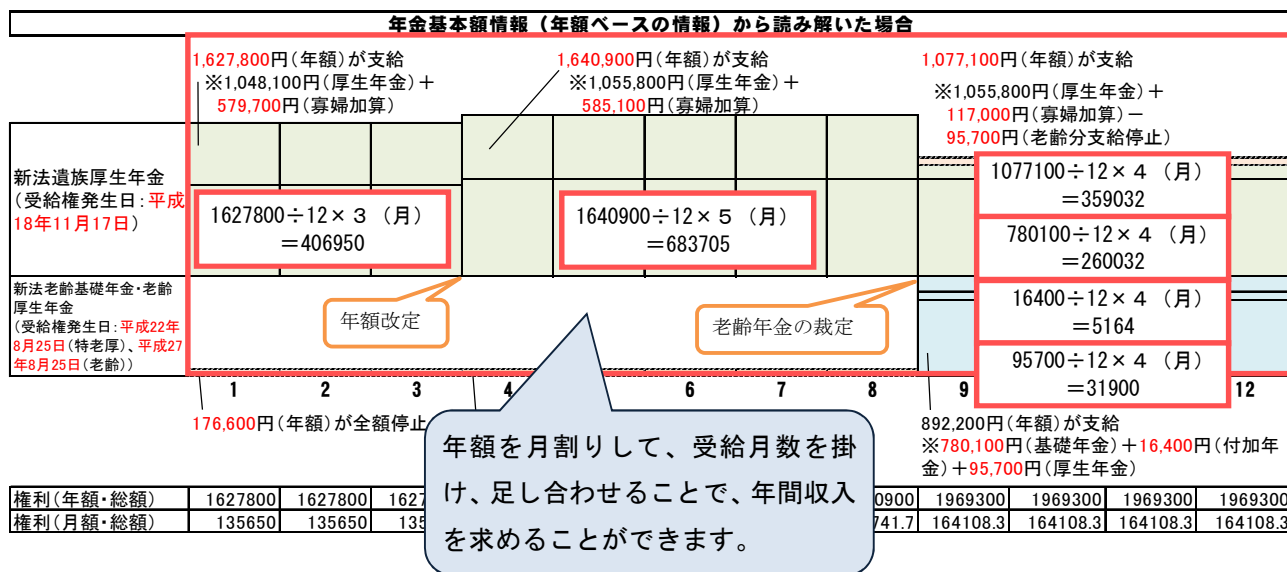 年金基本額情報（年額ベースの情報）から読み解いた場合
1,627,800円（年額）が支給
※1,048,100円（厚生年金）＋
579,700円（寡婦加算）
1,640,900円（年額）が支給
※1,055,800円（厚生年金）＋
585,100円（寡婦加算）
1,077,100円（年額）が支給
※1,055,800円（厚生年金）＋
117,000円（寡婦加算）－
95,700円（老齢分支給停止）
新法遺族厚生年金
（受給権発生日：平成
18年11月17日）
1627800÷12×３（月）
＝406950
1640900÷12×５（月）
＝683705
1077100÷12×４（月）
＝359032
780100÷12×４（月）
＝260032
16400÷12×４（月）
＝5164
95700÷12×４（月）
＝31900
新法老齢基礎年金・老齢
厚生年金
（受給権発生日：平成22年
8月25日（特老厚）、平成27
年8月25日（老齢））
年額改定
老齢年金の裁定
1 2 3 4 6 7 8 9 12
176,600円（年額）が全額停止
892,200円（年額）が支給
※780,100円（基礎年金）＋16,400円（付加年
金）＋95,700円（厚生年金）
年額を月割りして、受給月数を掛
け、足し合わせることで、年間収入
を求めることができます。
権利（年額・総額） 1627800 1627800 1627 0900 1969300 1969300 1969300 1969300
権利（月額・総額） 135650 135650 135 741.7 164108.3 164108.3 164108.3 164108.3